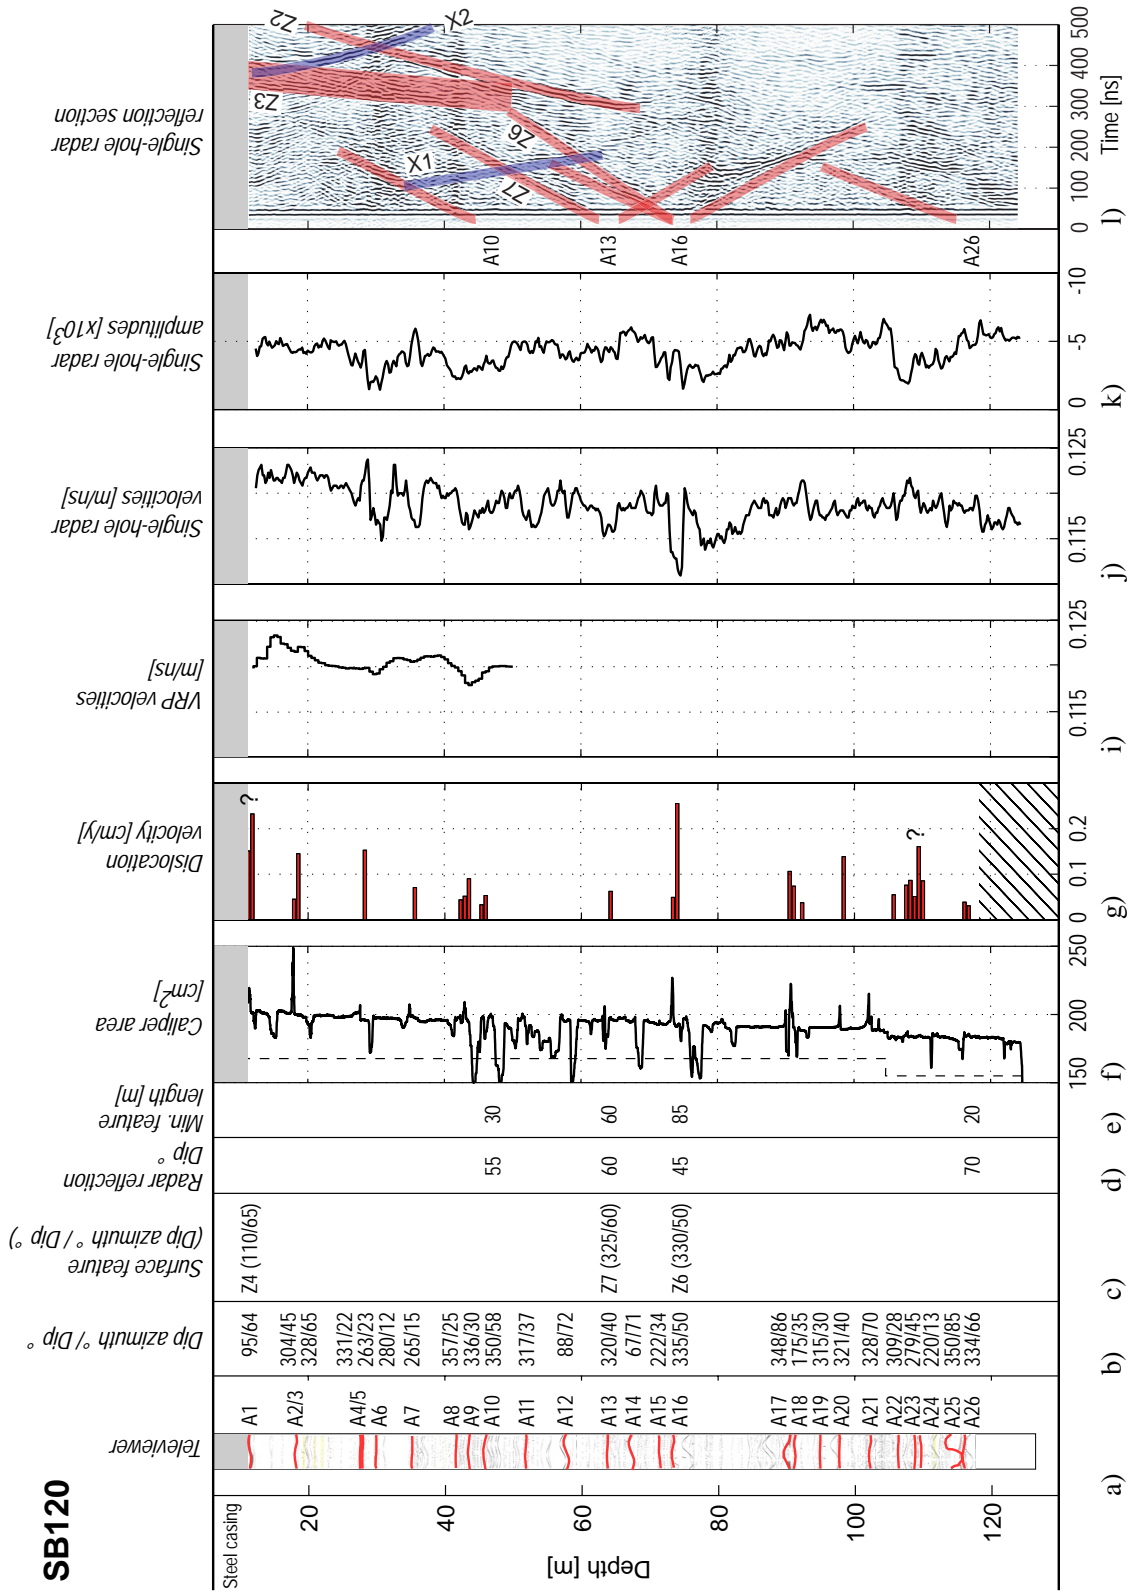 SB120
Steel casing
Depth [m]
20
40
60
80
100
120
a)
Televiewer
A1
A2/3
A4/5
A6
A7
A8
A9
A10
A11
A12
A13
A14
A15
A16
A17
A18
A19
A20
A21
A22
A23
A24
A25
A26
b)
Dip azimuth °/ Dip °
95/64
304/45
328/65
331/22
263/23
280/12
265/15
357/25
336/30
350/58
317/37
88/72
320/40
67/71
222/34
335/50
348/86
175/35
315/30
321/40
328/70
309/28
279/45
220/13
350/85
334/66
c)
Surface feature
(Dip azimuth °/ Dip °)
Z4 (110/65)
Z7 (325/60)
Z6 (330/50)
d)
Radar reflection
Dip °
55
60
45
70
e)
Min. feature
length [m]
30
60
85
20
f)
Caliper area
[cm2]
150
200
250
g)
Dislocation
velocity [cm/y]
0
0.1
0.2
?
?
i)
VRP velocities
[m/ns]
0.115
0.125
j)
Single-hole radar
velocities [m/ns]
0.115
0.125
k)
Single-hole radar
amplitudes [x10³]
0
-5
-10
l)
Single-hole radar
reflection section
A10
A13
A16
A26
Time [ns]
0
100
200
300
400
500
Z2
X2
Z3
X1
Z6
Z7